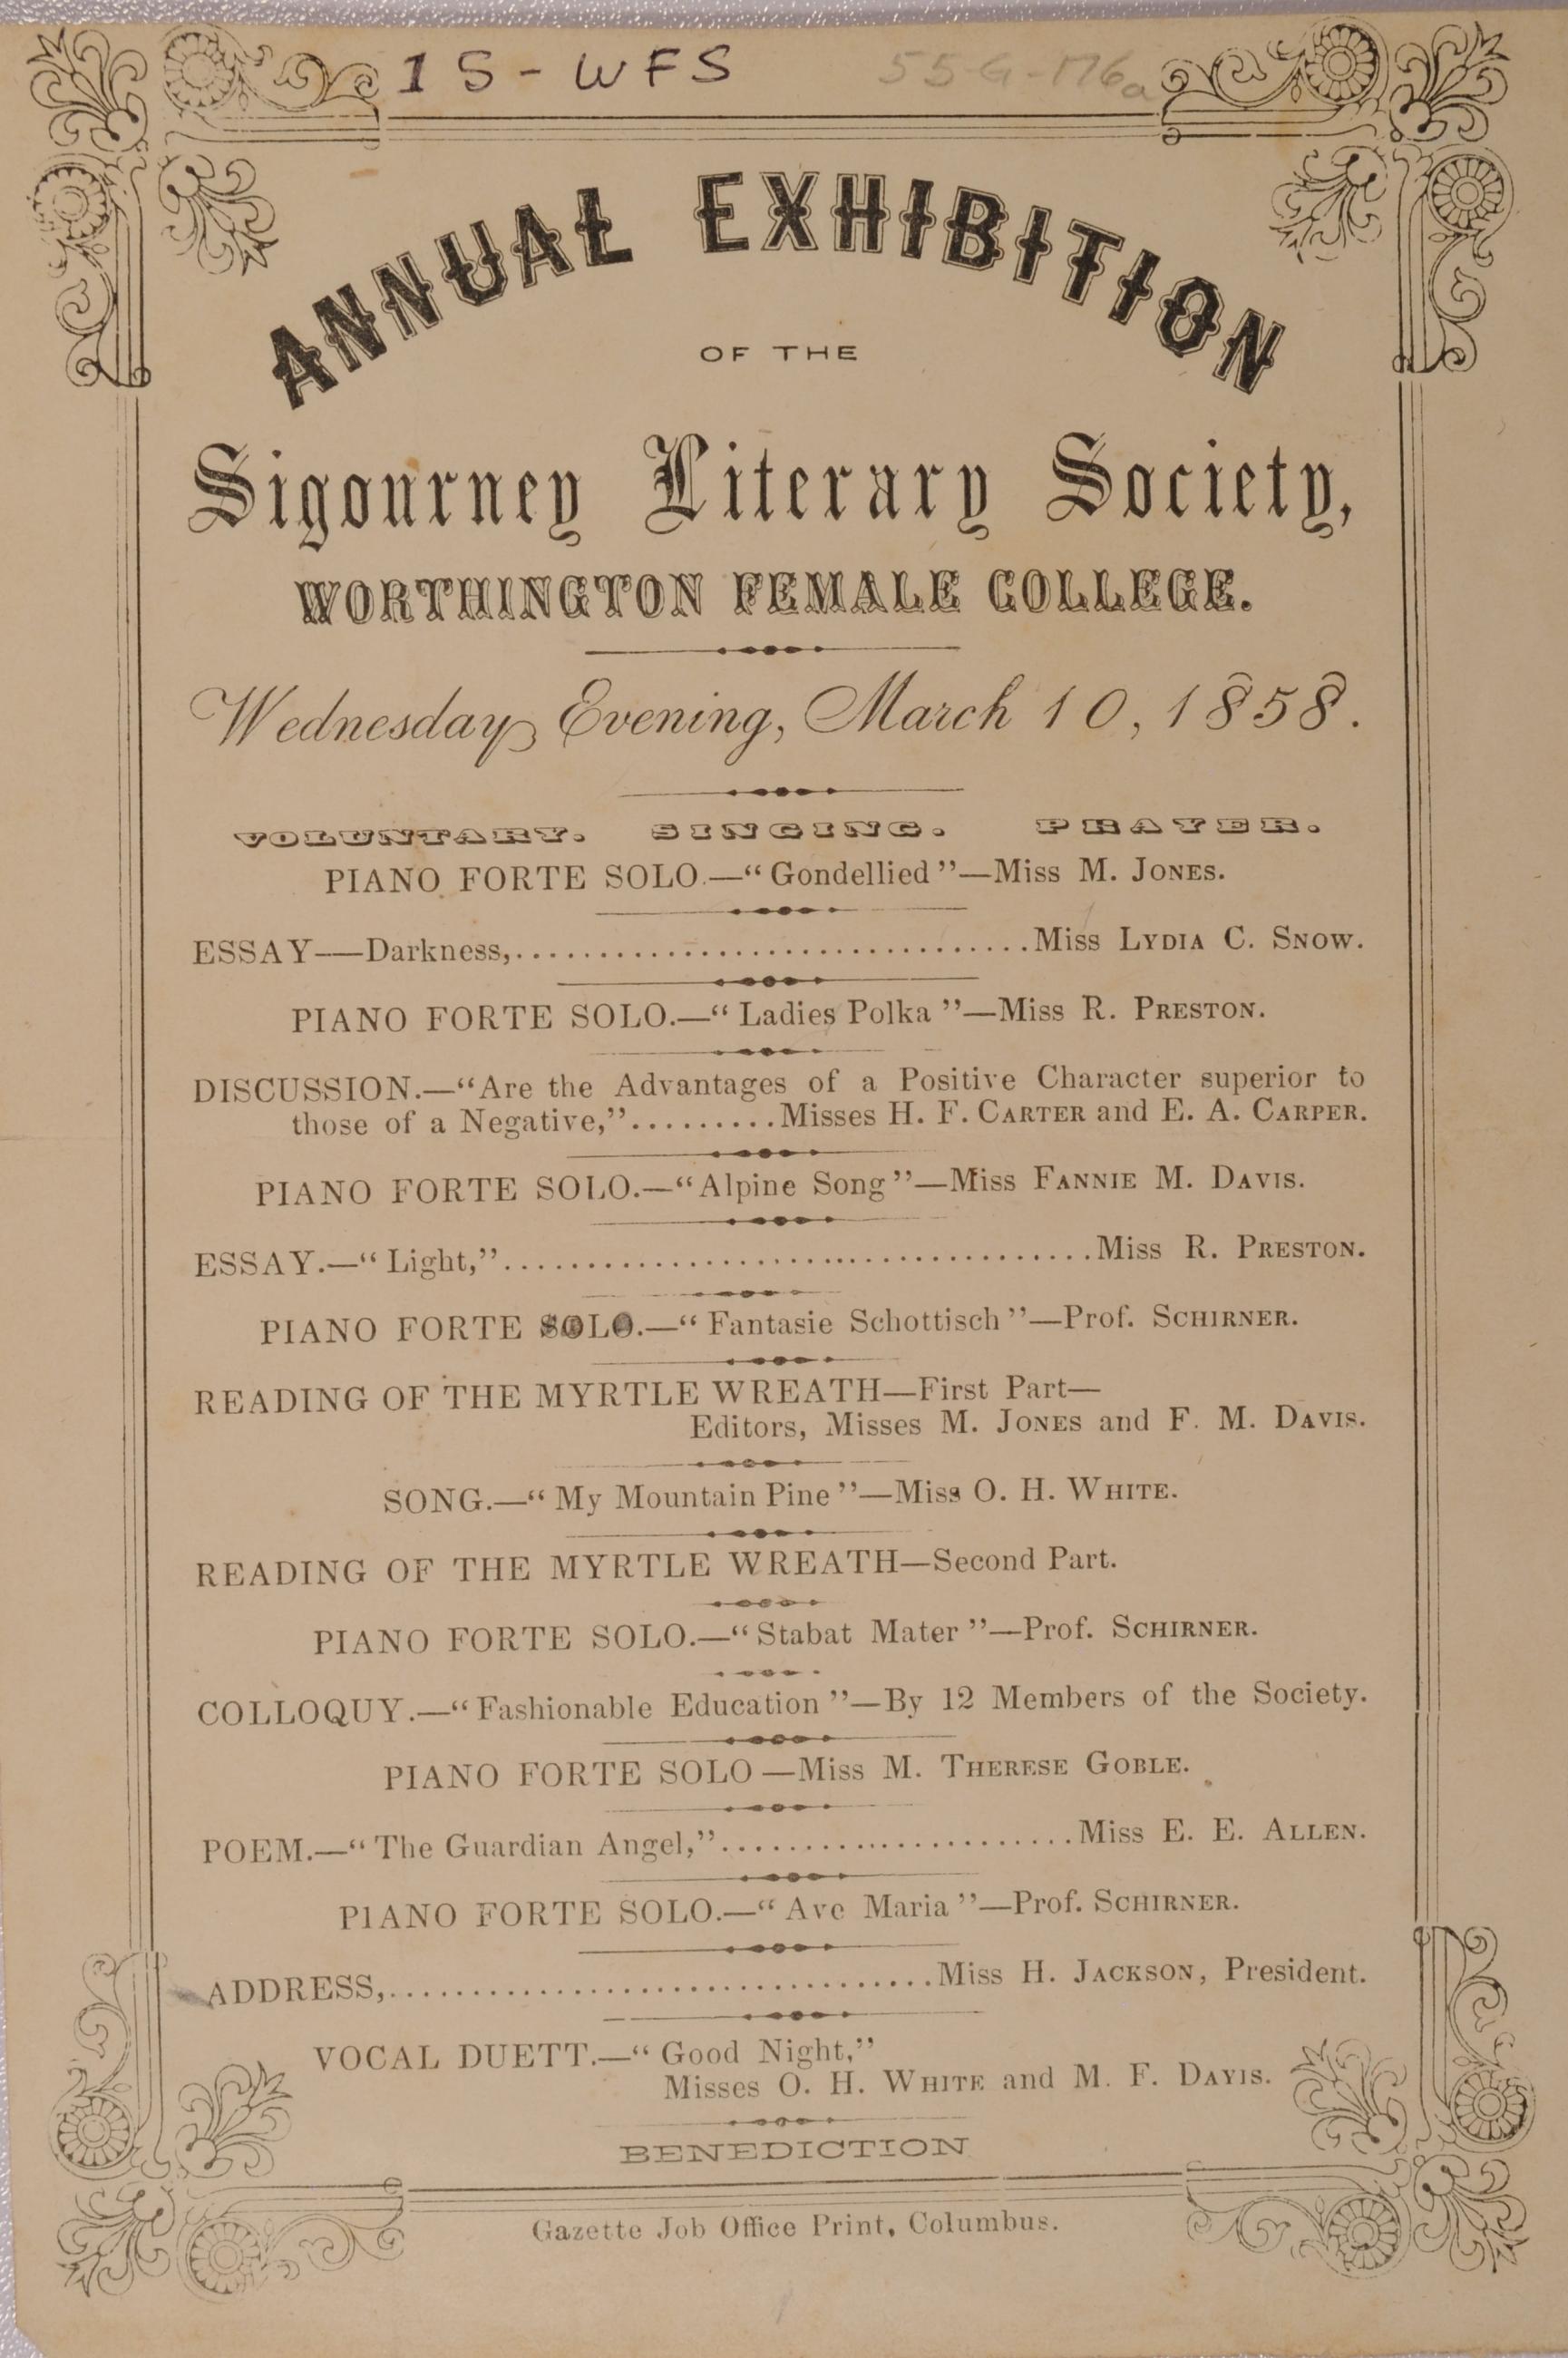 1S-WFS 55-G-176a
ANNUAL EXHIBITION
OF THE
Sigourney Literary Society,
WORTHINGTON FEMALE COLLEGE.
Wednesday Evening, March 10, 1858.
VOLUNTARY. SINGING. PRAYER.
PIANO FORTE SOLO.—“Gondellied”—Miss M. JONES.
ESSAY—Darkness,....................................Miss LYDIA C. SNOW.
PIANO FORTE SOLO.—“Ladies Polka”—Miss R. PRESTON.
DISCUSSION.—“Are the Advantages of a Positive Character superior to
those of a Negative,”.........Misses H. F. CARTER and E. A. CARPER.
PIANO FORTE SOLO.—“Alpine Song”—Miss FANNIE M. DAVIS.
ESSAY.—“Light,”........................................Miss R. PRESTON.
PIANO FORTE SOLO.—“Fantasie Schottisch”—Prof. SCHIRNER.
READING OF THE MYRTLE WREATH—First Part—
Editors, Misses M. JONES and F. M. DAVIS.
SONG.—“My Mountain Pine”—Miss O. H. WHITE.
READING OF THE MYRTLE WREATH—Second Part.
PIANO FORTE SOLO.—“Stabat Mater”—Prof. SCHIRNER.
COLLOQUY.—“Fashionable Education”—By 12 Members of the Society.
PIANO FORTE SOLO—Miss M. THERESE GOBLE.
POEM.—“The Guardian Angel,”........................Miss E. E. ALLEN.
PIANO FORTE SOLO.—“Ave Maria”—Prof. SCHIRNER.
ADDRESS,....................................Miss H. JACKSON, President.
VOCAL DUETT.—“Good Night,”
Misses O. H. WHITE and M. F. DAVIS.
BENEDICTION
Gazette Job Office Print, Columbus.